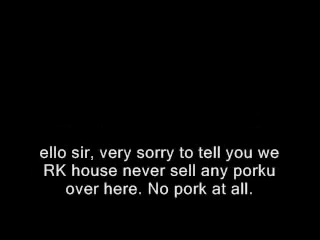 ello sir, very sorry to tell you we
RK house never sell any porku
over here. No pork at all.